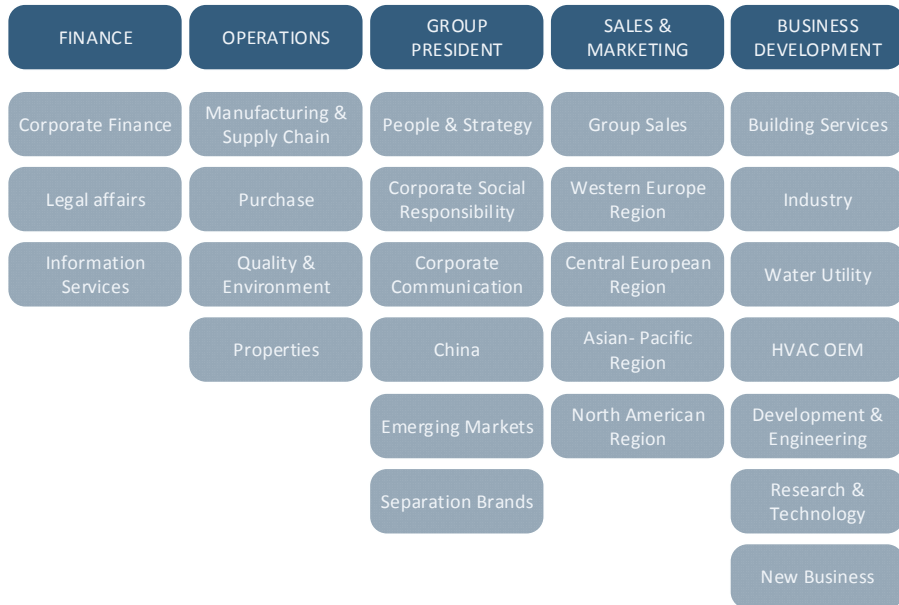 FINANCE
OPERATIONS
GROUP
PRESIDENT
SALES &
MARKETING
BUSINESS
DEVELOPMENT
Corporate Finance
Manufacturing &
Supply Chain
People & Strategy
Group Sales
Building Services
Legal affairs
Purchase
Corporate Social
Responsibility
Western Europe
Region
Industry
Information
Services
Quality &
Environment
Corporate
Communication
Central European
Region
Water Utility
Properties
China
Asian- Pacific
Region
HVAC OEM
Emerging Markets
North American
Region
Development &
Engineering
Separation Brands
Research &
Technology
New Business